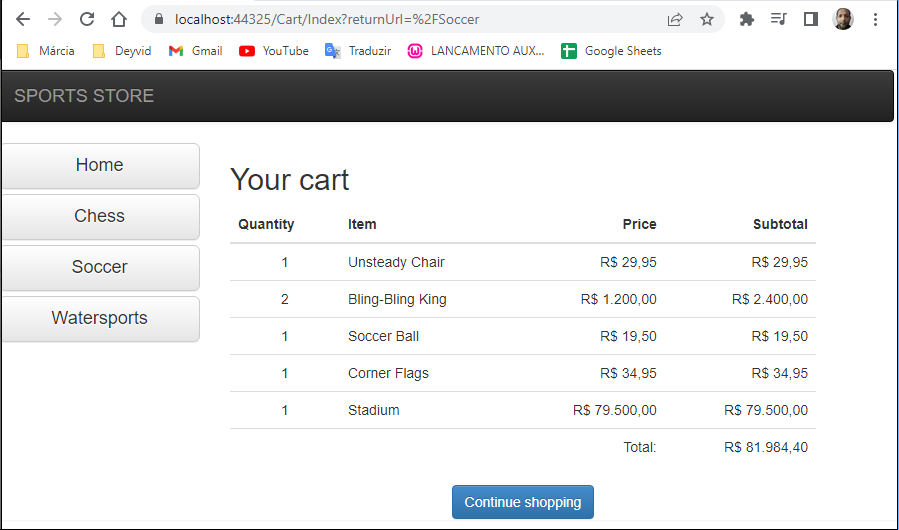 localhost:44325/Cart/Index?returnUrl=%2FSoccer
Márcia Deyvid Gmail YouTube Traduzir LANCAMENTO AUX... Google Sheets
SPORTS STORE
Home
Chess
Soccer
Watersports
Your cart
Quantity Item Price Subtotal
1 Unsteady Chair R$ 29,95 R$ 29,95
2 Bling-Bling King R$ 1.200,00 R$ 2.400,00
1 Soccer Ball R$ 19,50 R$ 19,50
1 Corner Flags R$ 34,95 R$ 34,95
1 Stadium R$ 79.500,00 R$ 79.500,00
Total: R$ 81.984,40
Continue shopping